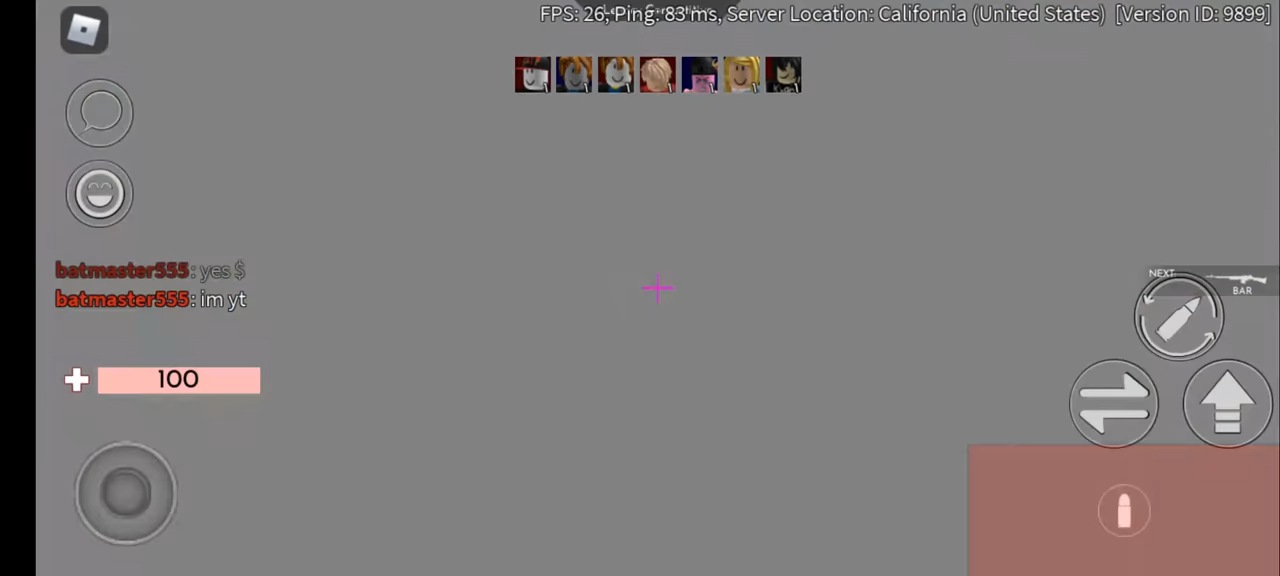 FPS: 26, Ping: 83 ms, Server Location: California (United States) [Version ID: 9899]
batmaster555: yes $
batmaster555: im yt
100
NEXT
BAR